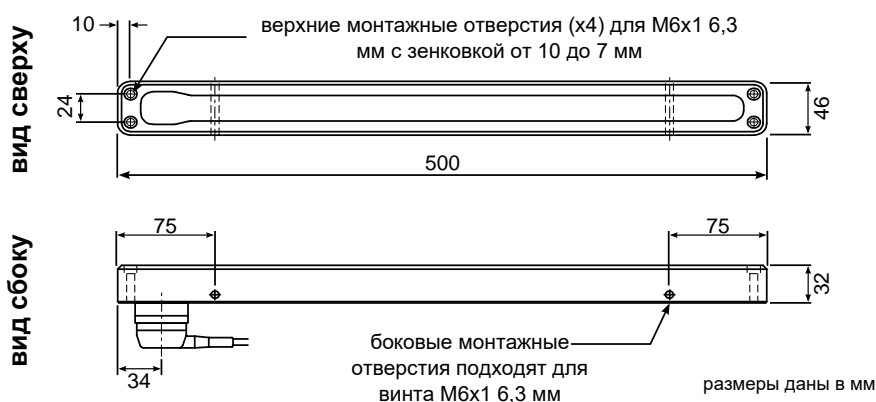 вид сверху
10
верхние монтажные отверстия (x4) для М6х1 6,3
мм с зенковкой от 10 до 7 мм
24
46
500
вид сбоку
75
75
32
34
боковые монтажные
отверстия подходят для
винта М6х1 6,3 мм
размеры даны в мм